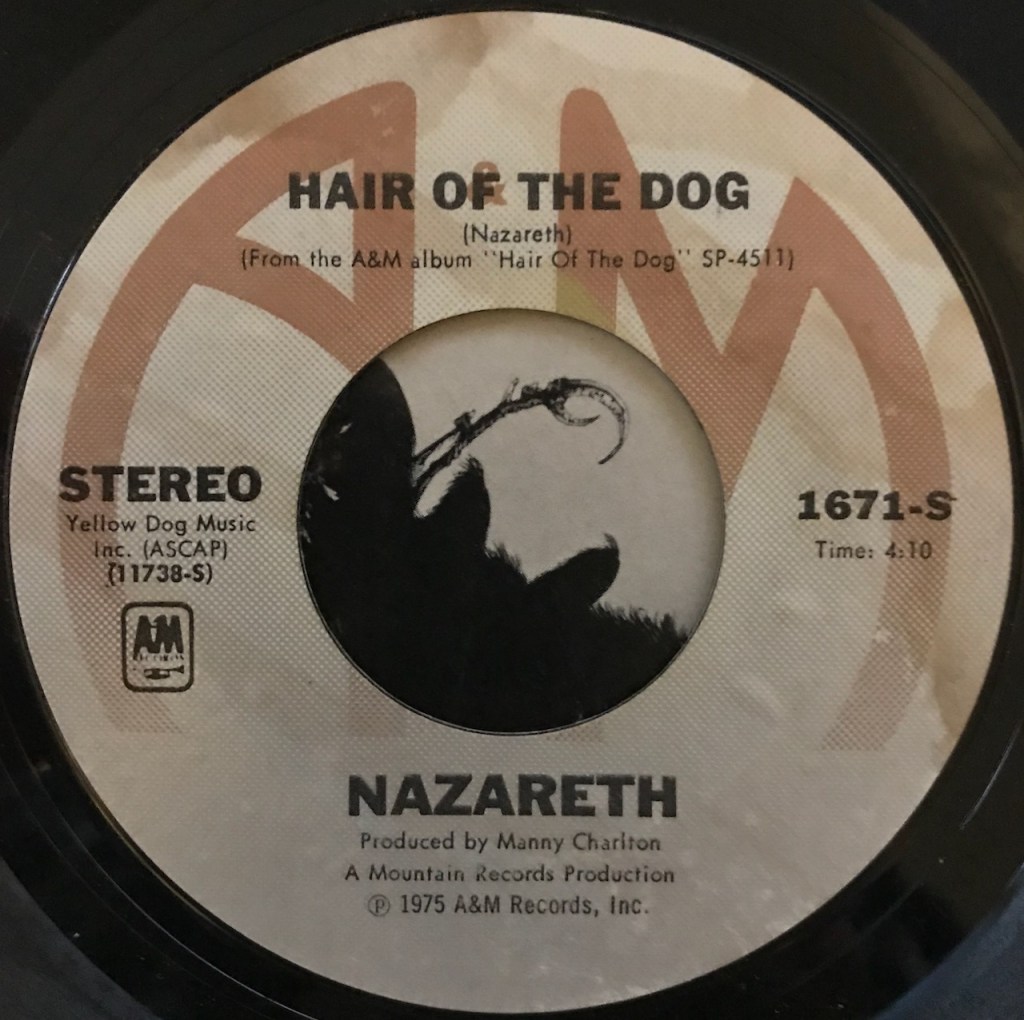 A&M
HAIR OF THE DOG
(Nazareth)
(From the A&M album "Hair Of The Dog" SP-4511)
STEREO
Yellow Dog Music
Inc. (ASCAP)
(11738-S)
A&M
RECORDS
1671-S
Time: 4:10
NAZARETH
Produced by Manny Charlton
A Mountain Records Production
℗ 1975 A&M Records, Inc.